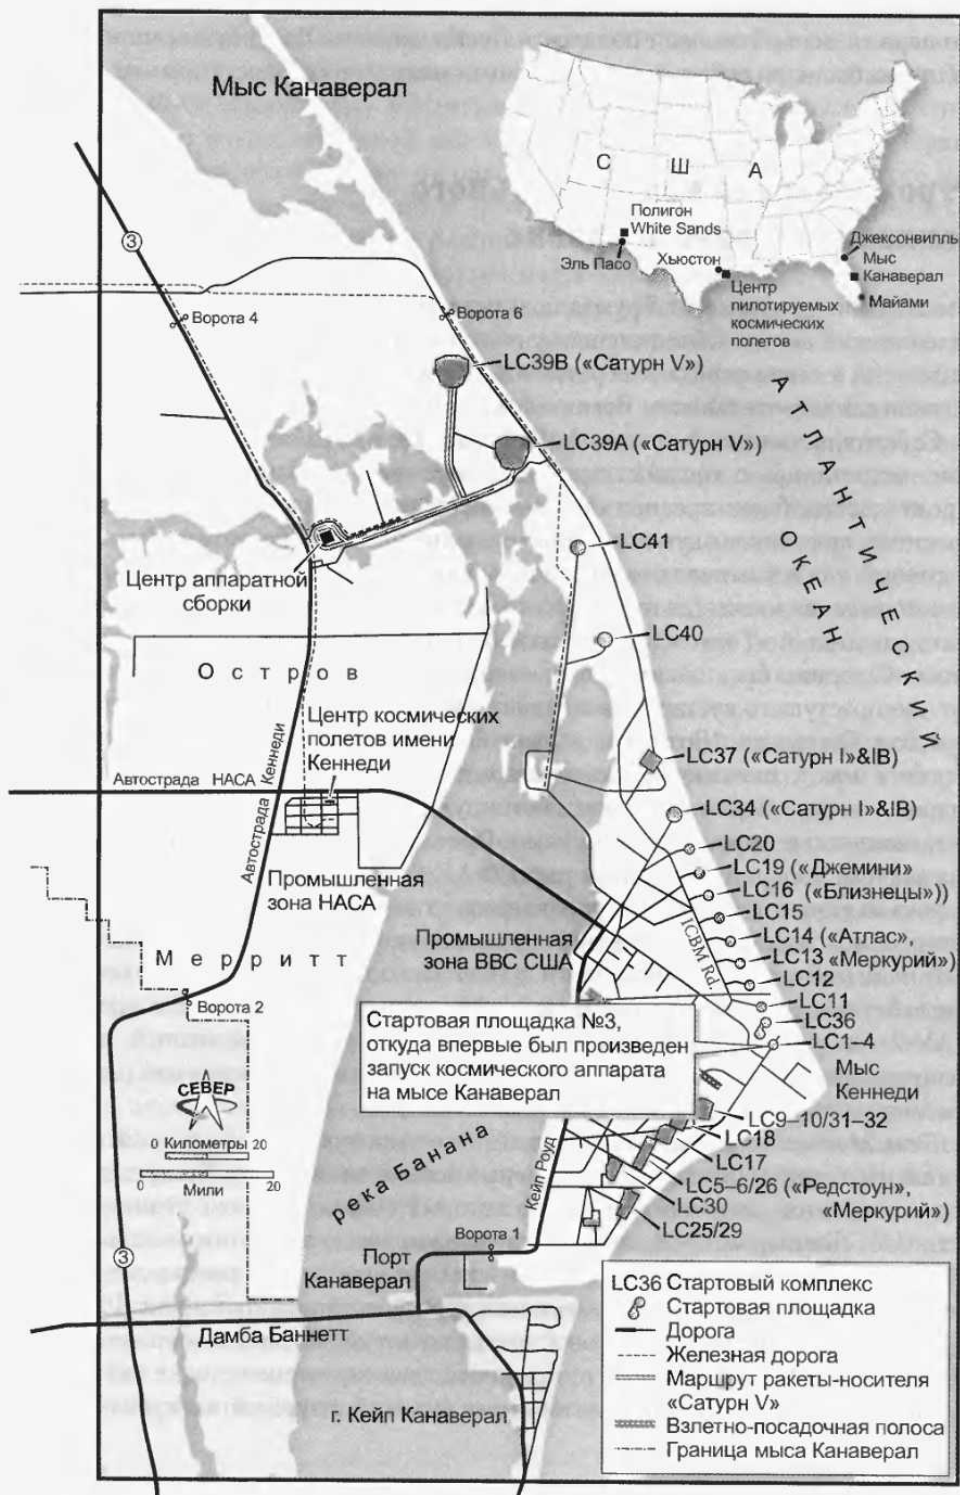 Мыс Канаверал
С Ш А
Полигон
White Sands
Эль Пасо
Хьюстон
Центр
пилотируемых
космических
полетов
Джексонвилль
Мыс
Канаверал
Майами
3
Ворота 4
Ворота 6
LC39B («Сатурн V»)
LC39A («Сатурн V»)
АТЛАНТИЧЕСКИЙ
ОКЕАН
LC41
Центр аппаратной
сборки
LC40
Остров
Центр космических
полетов имени
Кеннеди
LC37 («Сатурн I»&IB)
Автострада НАСА
Автострада Кеннеди
LC34 («Сатурн I»&IB)
LC20
LC19 («Джемини»
LC16 («Близнецы»))
Промышленная
зона НАСА
LC15
ICBM Rd.
Промышленная
зона ВВС США
LC14 («Атлас»,
LC13 «Меркурий»)
Мерритт
LC12
Ворота 2
LC11
LC36
LC1–4
Стартовая площадка №3,
откуда впервые был произведен
запуск космического аппарата
на мысе Канаверал
Мыс
Кеннеди
СЕВЕР
0 Километры 20
0 Мили 20
LC9–10/31–32
LC18
LC17
LC5–6/26 («Редстоун»,
«Меркурий»)
LC30
LC25/29
река Банана
Кейп Роуд
Ворота 1
3
Порт
Канаверал
Дамба Баннетт
г. Кейп Канаверал
LC36 Стартовый комплекс
Стартовая площадка
Дорога
Железная дорога
Маршрут ракеты-носителя
«Сатурн V»
Взлетно-посадочная полоса
Граница мыса Канаверал